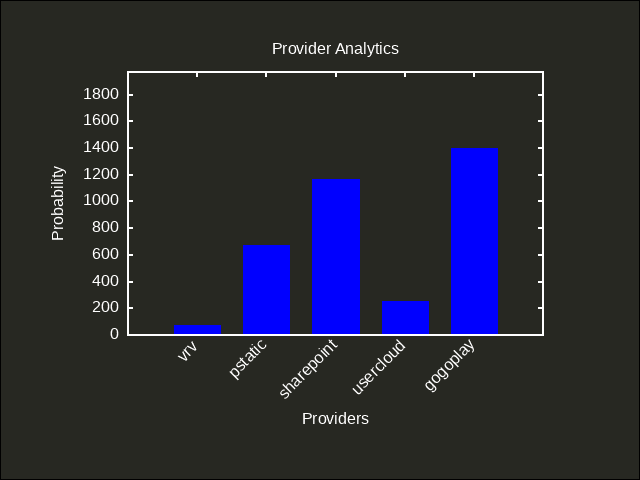 Provider Analytics
Probability
1800
1600
1400
1200
1000
800
600
400
200
0
vrv
pstatic
sharepoint
usercloud
gogoplay
Providers